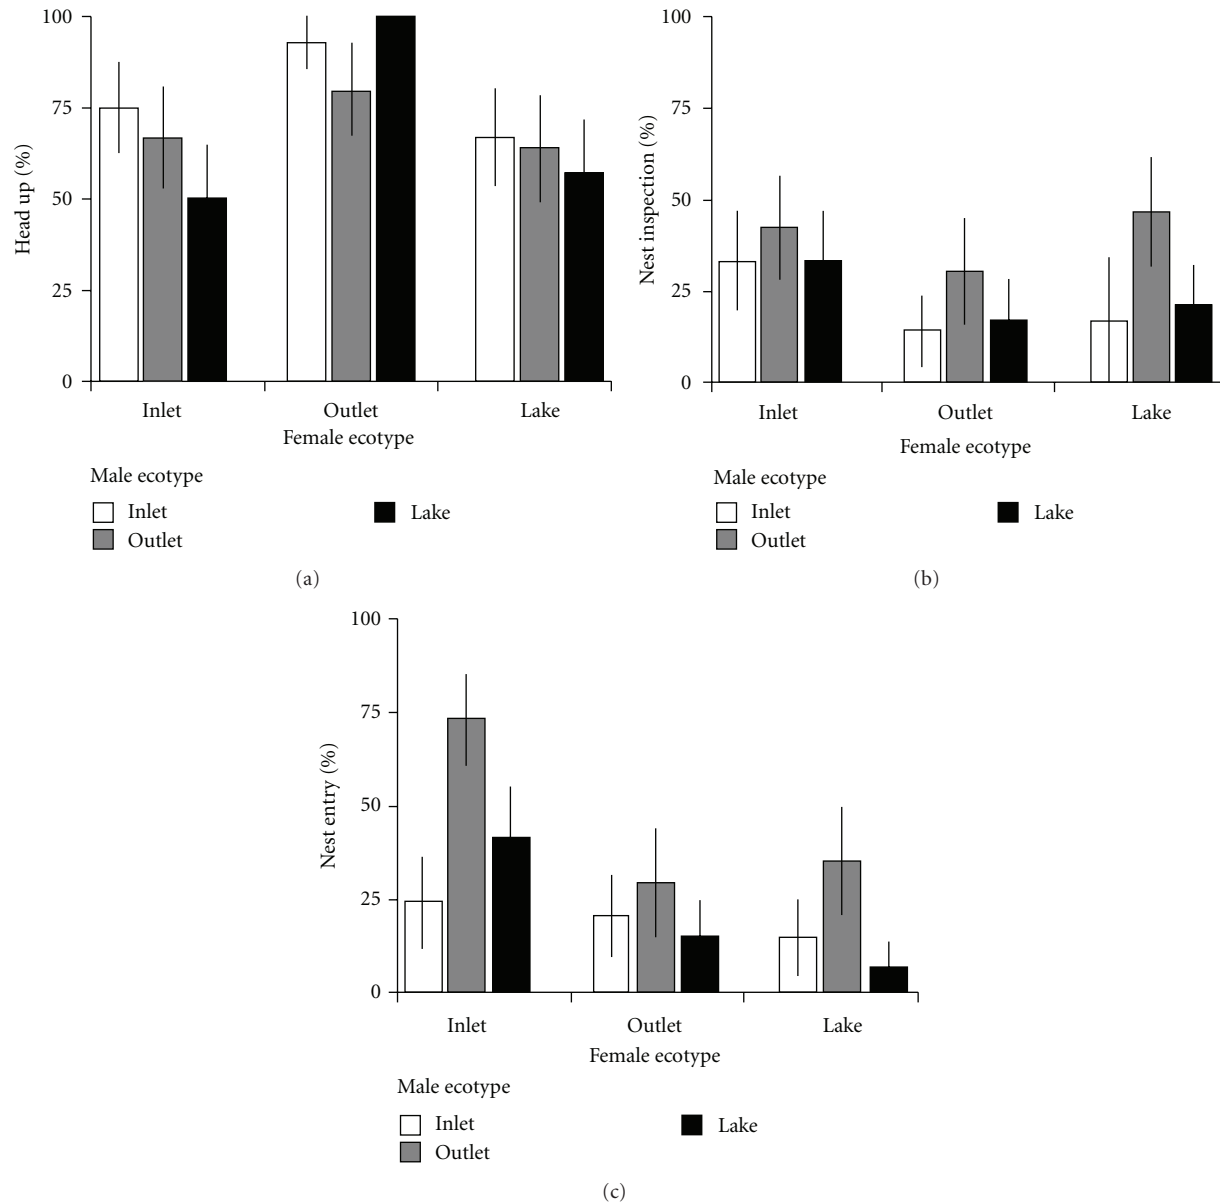 100
75
50
25
0
Head up (%)
Inlet Outlet Lake
Female ecotype
Male ecotype
Inlet Lake
Outlet
(a)
100
75
50
25
0
Nest inspection (%)
Inlet Outlet Lake
Female ecotype
Male ecotype
Inlet Lake
Outlet
(b)
100
75
50
25
0
Nest entry (%)
Inlet Outlet Lake
Female ecotype
Male ecotype
Inlet Lake
Outlet
(c)